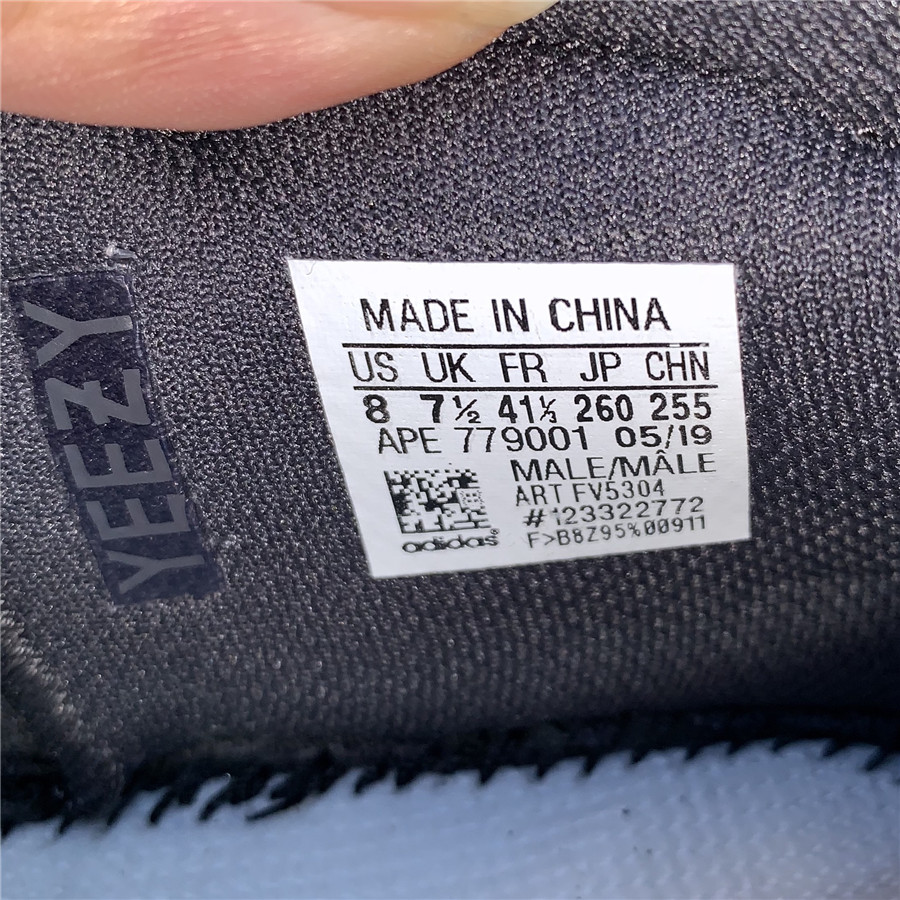 YEEZY
MADE IN CHINA
US UK FR JP CHN
8 7½ 41⅓ 260 255
APE 779001 05/19
MALE/MÂLE
ART FV5304
#123322772
F>B8Z95%00911
adidas®